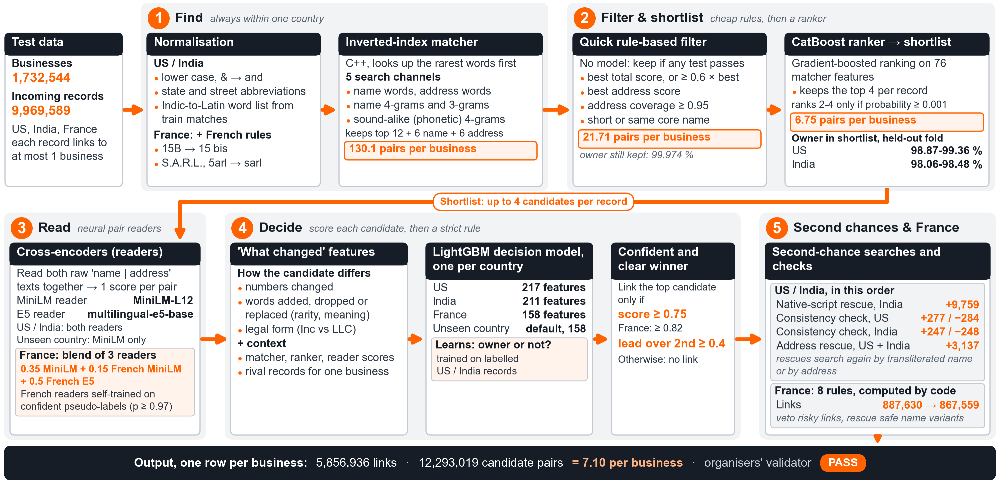 1 Find always within one country
2 Filter & shortlist cheap rules, then a ranker
Test data
Businesses
1,732,544
Incoming records
9,969,589
US, India, France
each record links to
at most 1 business
Normalisation
US / India
• lower case, & → and
• state and street abbreviations
• Indic-to-Latin word list from
train matches
France: + French rules
• 15B → 15 bis
• S.A.R.L., 5arl → sarl
Inverted-index matcher
C++, looks up the rarest words first
5 search channels
• name words, address words
• name 4-grams and 3-grams
• sound-alike (phonetic) 4-grams
keeps top 12 + 6 name + 6 address
130.1 pairs per business
Quick rule-based filter
No model: keep if any test passes
• best total score, or ≥ 0.6 × best
• best address score
• address coverage ≥ 0.95
• short or same core name
21.71 pairs per business
owner still kept: 99.974 %
CatBoost ranker → shortlist
Gradient-boosted ranking on 76
matcher features
• keeps the top 4 per record
ranks 2-4 only if probability ≥ 0.001
6.75 pairs per business
Owner in shortlist, held-out fold
US 98.87-99.36 %
India 98.06-98.48 %
Shortlist: up to 4 candidates per record
3 Read neural pair readers
Cross-encoders (readers)
Read both raw 'name | address'
texts together → 1 score per pair
MiniLM reader MiniLM-L12
E5 reader multilingual-e5-base
US / India: both readers
Unseen country: MiniLM only
France: blend of 3 readers
0.35 MiniLM + 0.15 French MiniLM
+ 0.5 French E5
French readers self-trained on
confident pseudo-labels (p ≥ 0.97)
4 Decide score each candidate, then a strict rule
'What changed' features
How the candidate differs
• numbers changed
• words added, dropped or
replaced (rarity, meaning)
• legal form (Inc vs LLC)
+ context
• matcher, ranker, reader scores
• rival records for one business
LightGBM decision model,
one per country
US 217 features
India 211 features
France 158 features
Unseen country default, 158
Learns: owner or not?
trained on labelled
US / India records
Confident and
clear winner
Link the top candidate
only if
score ≥ 0.75
France: ≥ 0.82
lead over 2nd ≥ 0.4
Otherwise: no link
5 Second chances & France
Second-chance searches and
checks
US / India, in this order
Native-script rescue, India +9,759
Consistency check, US +277 / −284
Consistency check, India +247 / −248
Address rescue, US + India +3,137
rescues search again by transliterated name
or by address
France: 8 rules, computed by code
Links 887,630 → 867,559
veto risky links, rescue safe name variants
Output, one row per business: 5,856,936 links · 12,293,019 candidate pairs = 7.10 per business · organisers' validator PASS